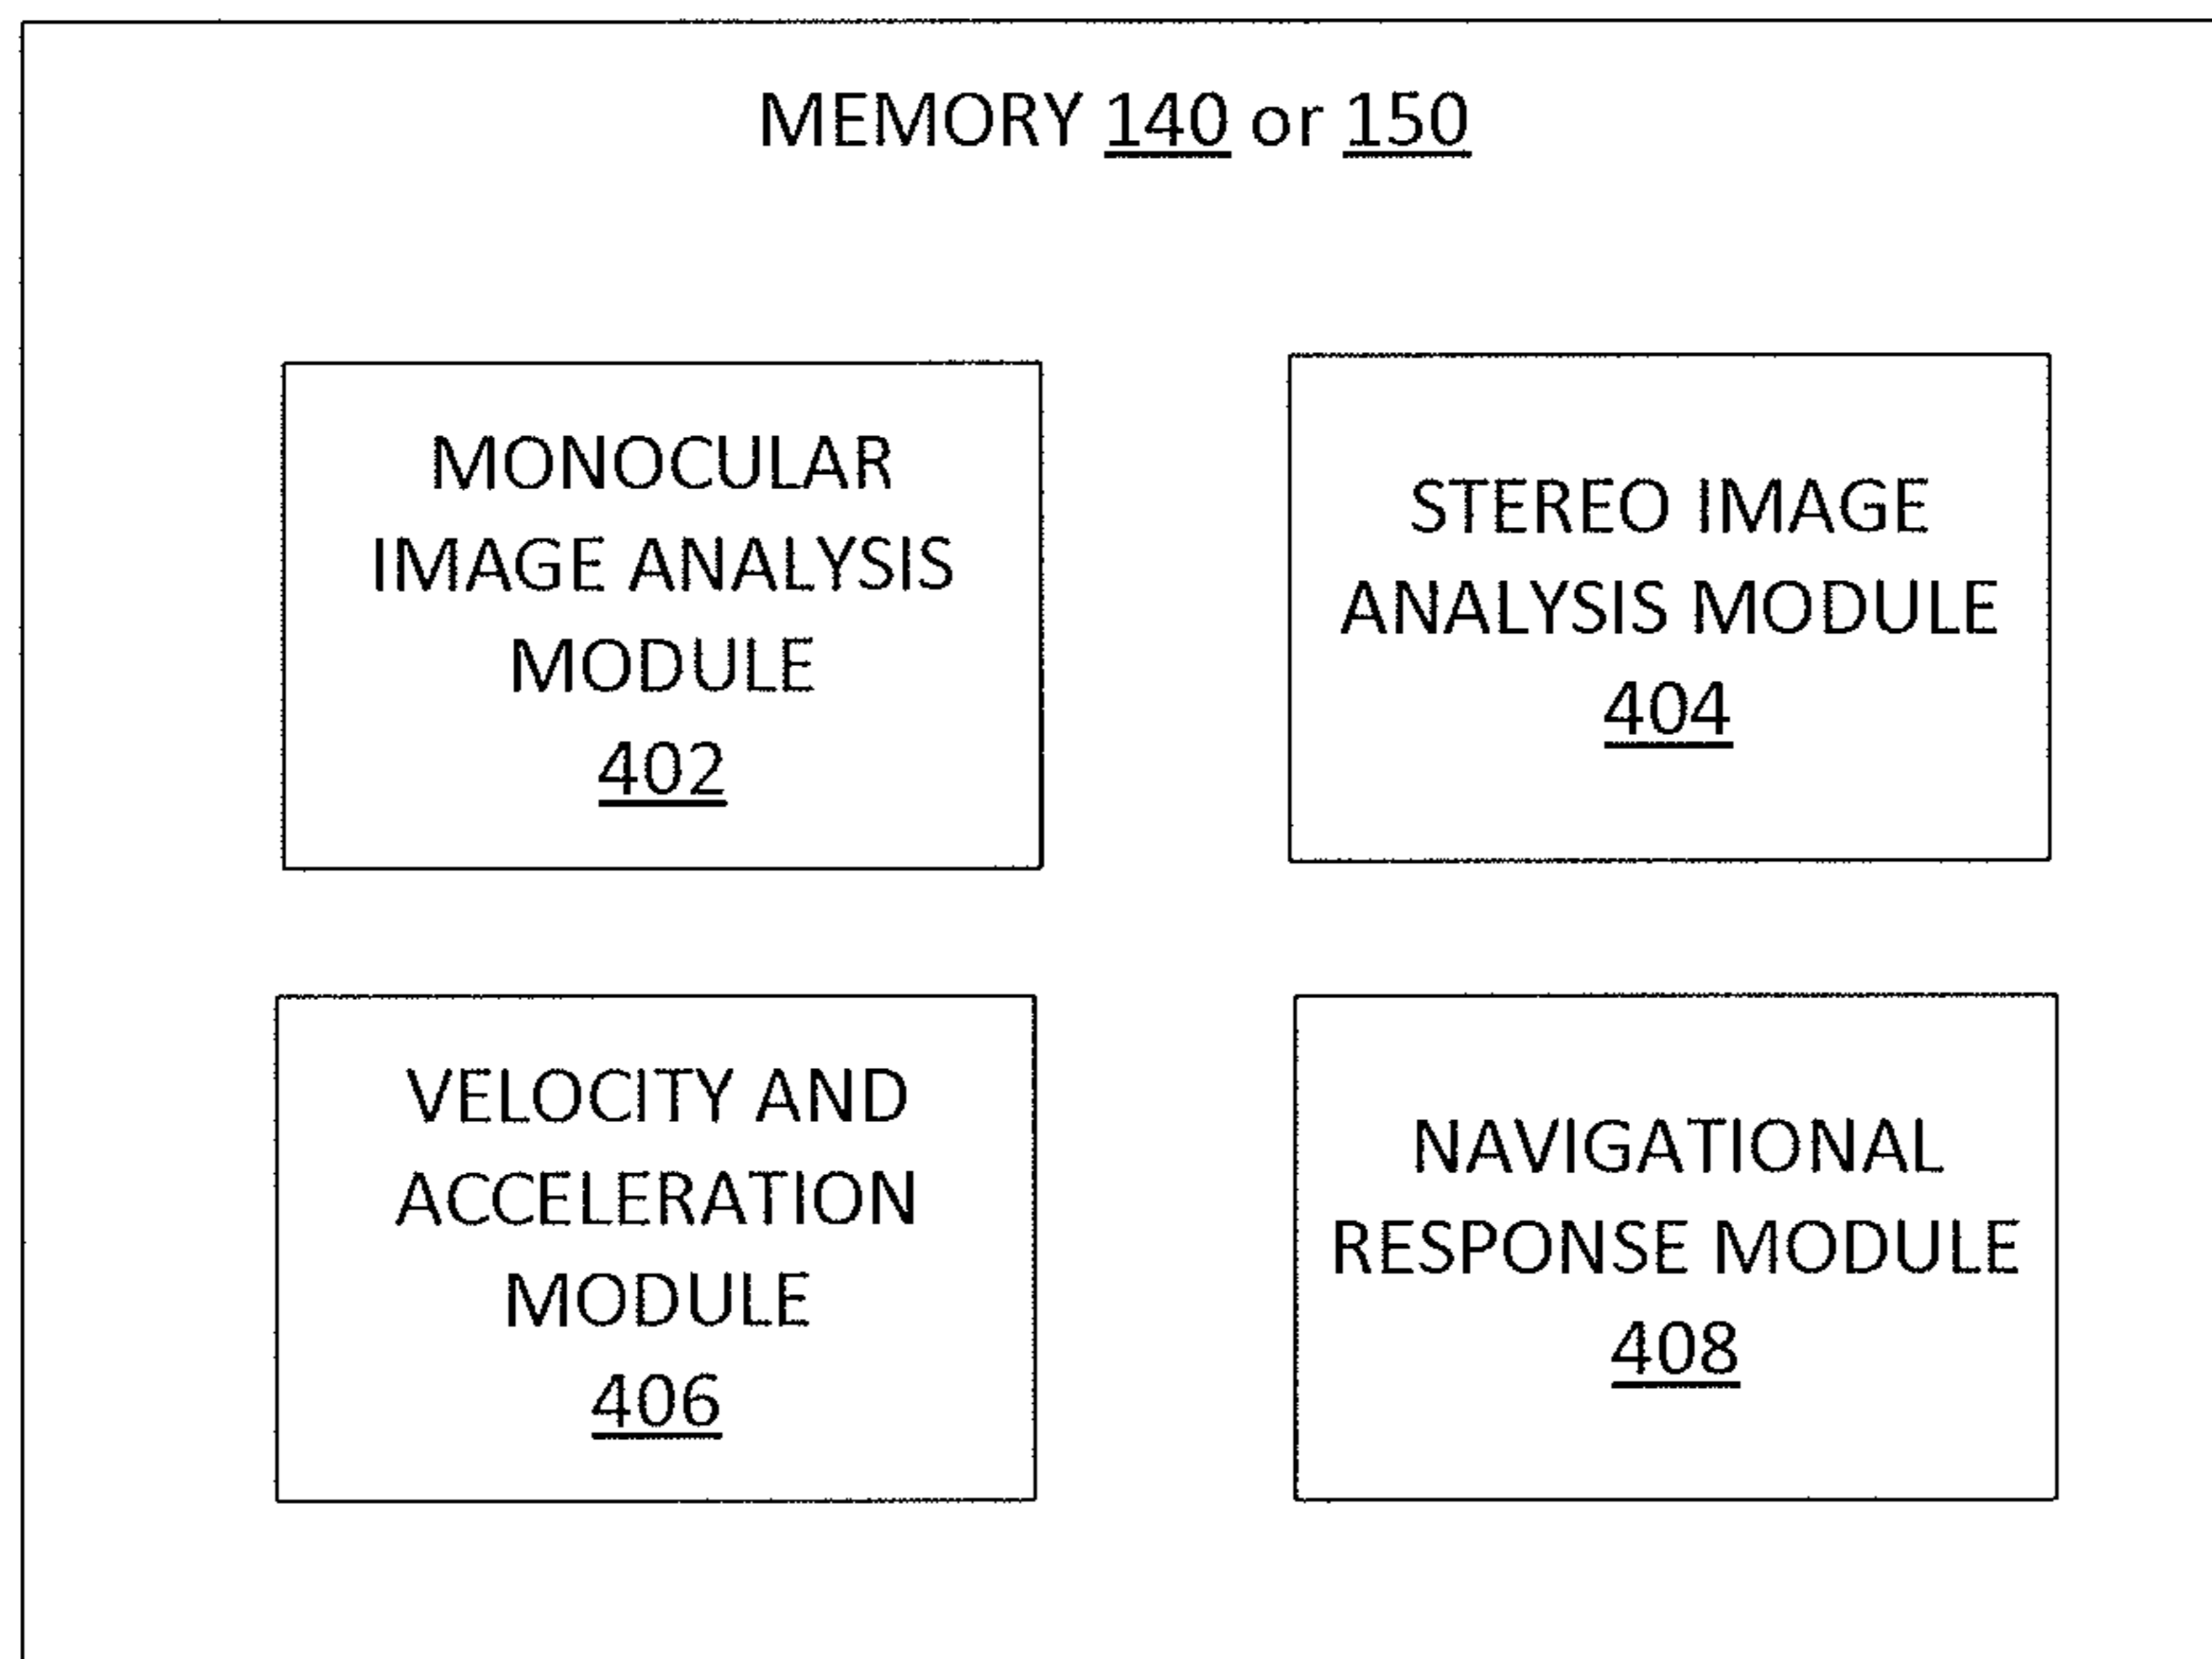 MEMORY 140 or 150
MONOCULAR
IMAGE ANALYSIS
MODULE
402
STEREO IMAGE
ANALYSIS MODULE
404
VELOCITY AND
ACCELERATION
MODULE
406
NAVIGATIONAL
RESPONSE MODULE
408